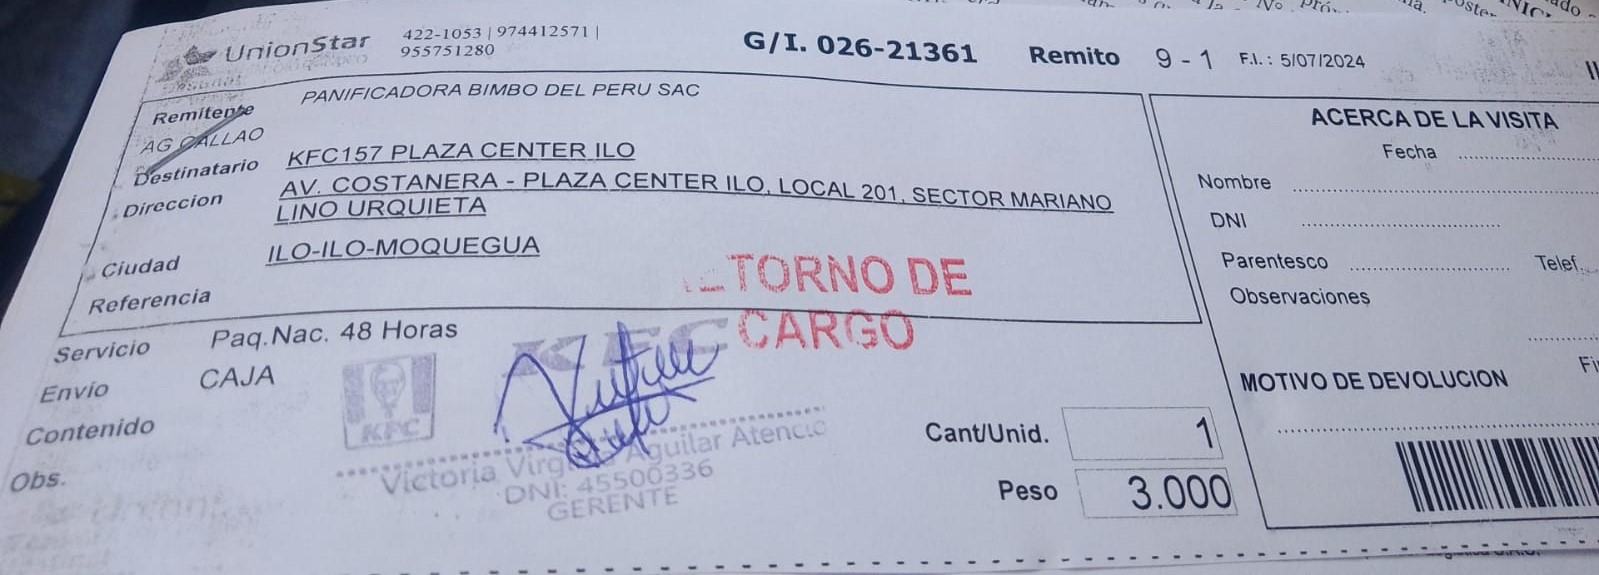 UnionStar
422-1053 | 974412571 |
955751280
G/I. 026-21361
Remito 9 - 1
F.I. : 5/07/2024
Remitente PANIFICADORA BIMBO DEL PERU SAC
AG CALLAO
Destinatario KFC157 PLAZA CENTER ILO
Direccion AV. COSTANERA - PLAZA CENTER ILO, LOCAL 201, SECTOR MARIANO
LINO URQUIETA
Ciudad ILO-ILO-MOQUEGUA
Referencia
TORNO DE
CARGO
Servicio Paq.Nac. 48 Horas
Envio CAJA
Contenido
Obs.
KFC
KFC
Victoria Virginia Aguilar Atencio
DNI: 45500336
GERENTE
Cant/Unid. 1
Peso 3.000
ACERCA DE LA VISITA
Fecha
Nombre
DNI
Parentesco Telef.
Observaciones
MOTIVO DE DEVOLUCION